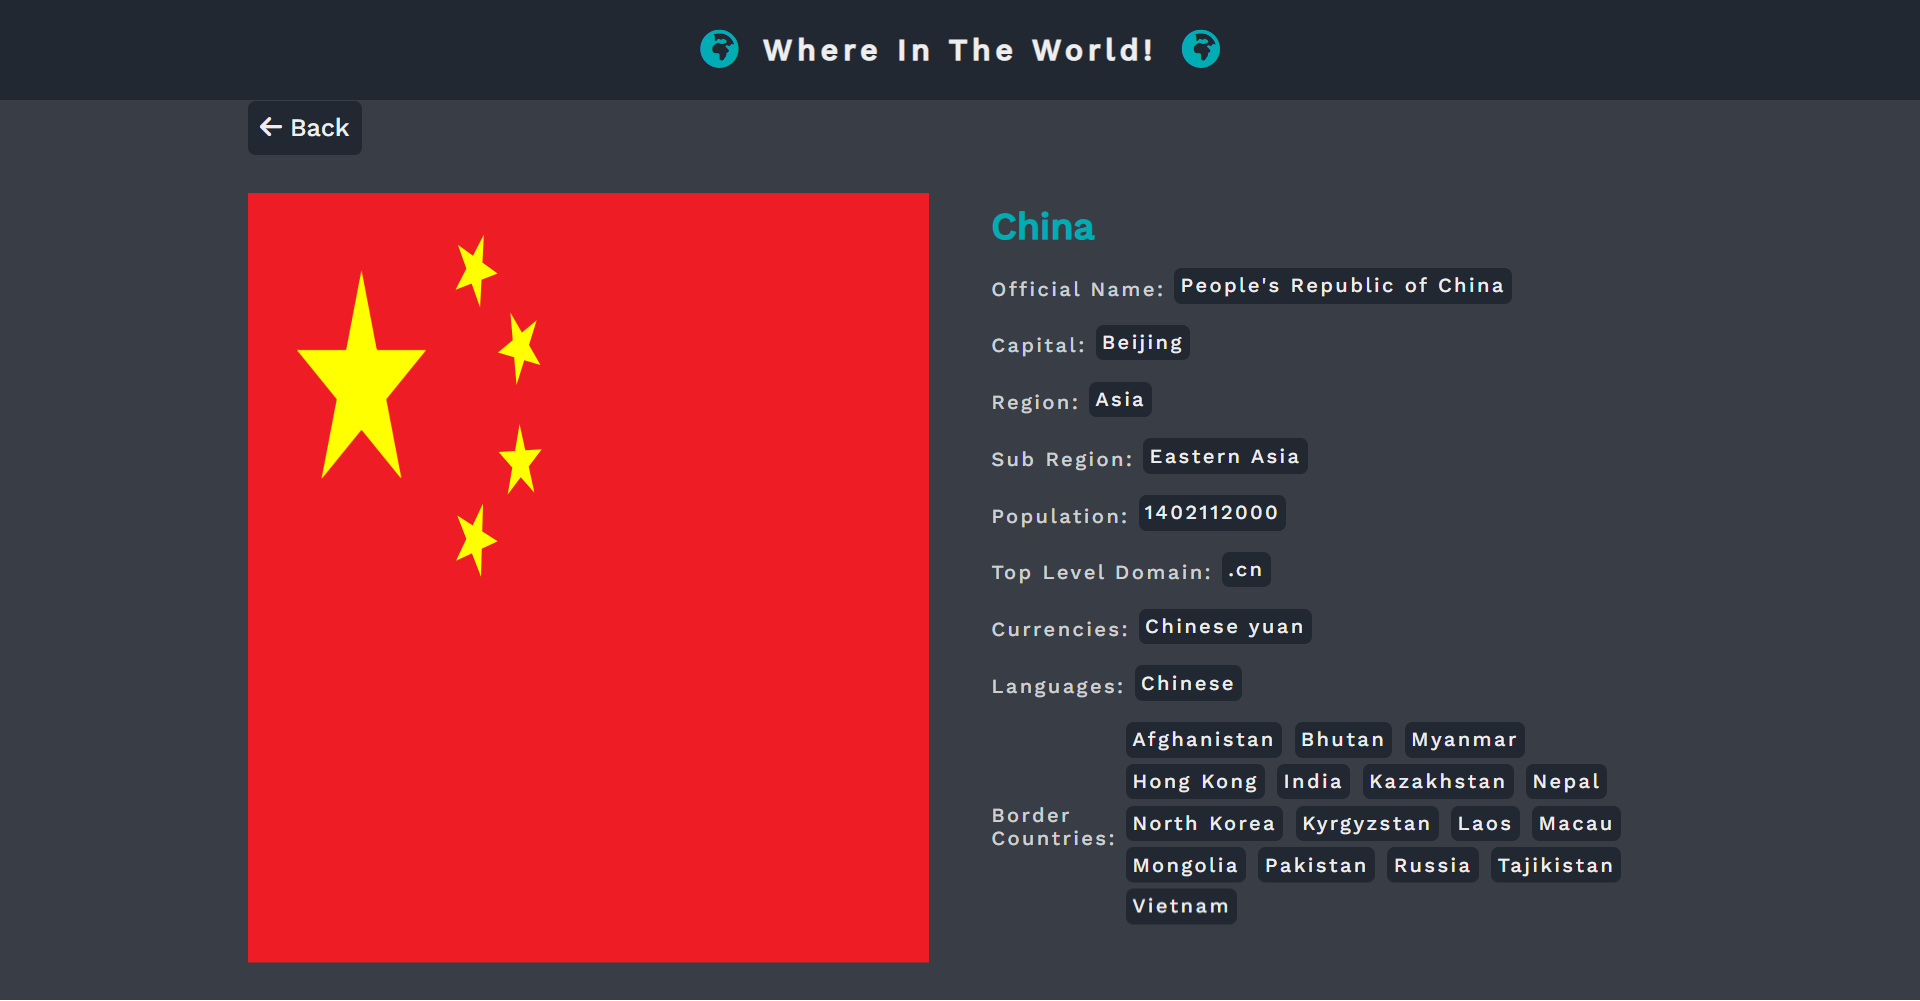 Where In The World!
Back
China
Official Name: People's Republic of China
Capital: Beijing
Region: Asia
Sub Region: Eastern Asia
Population: 1402112000
Top Level Domain: .cn
Currencies: Chinese yuan
Languages: Chinese
Border
Countries:
Afghanistan Bhutan Myanmar
Hong Kong India Kazakhstan Nepal
North Korea Kyrgyzstan Laos Macau
Mongolia Pakistan Russia Tajikistan
Vietnam